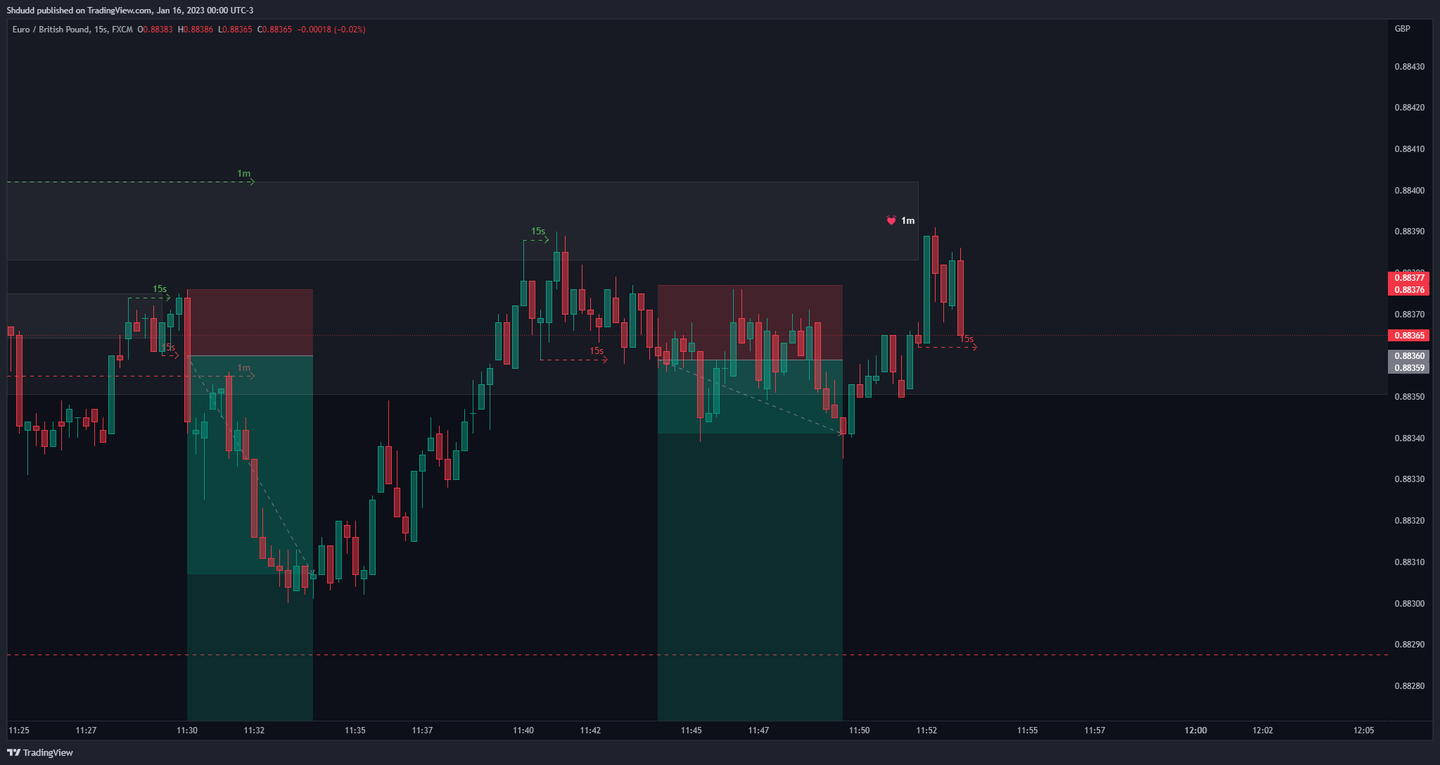 Shdudd published on TradingView.com, Jan 16, 2023 00:00 UTC-3
Euro / British Pound, 15s, FXCM O0.88383 H0.88386 L0.88365 C0.88365 -0.00018 (-0.02%)
GBP
0.88430
0.88420
0.88410
1m
0.88400
1m
15s
0.88390
0.88377
15s
0.88376
0.88370
0.88365
15s
15s
15s
0.88360
1m
0.88359
0.88350
0.88340
0.88330
0.88320
0.88310
0.88300
0.88290
0.88280
11:25 11:27 11:30 11:32 11:35 11:37 11:40 11:42 11:45 11:47 11:50 11:52 11:55 11:57 12:00 12:02 12:05
TradingView